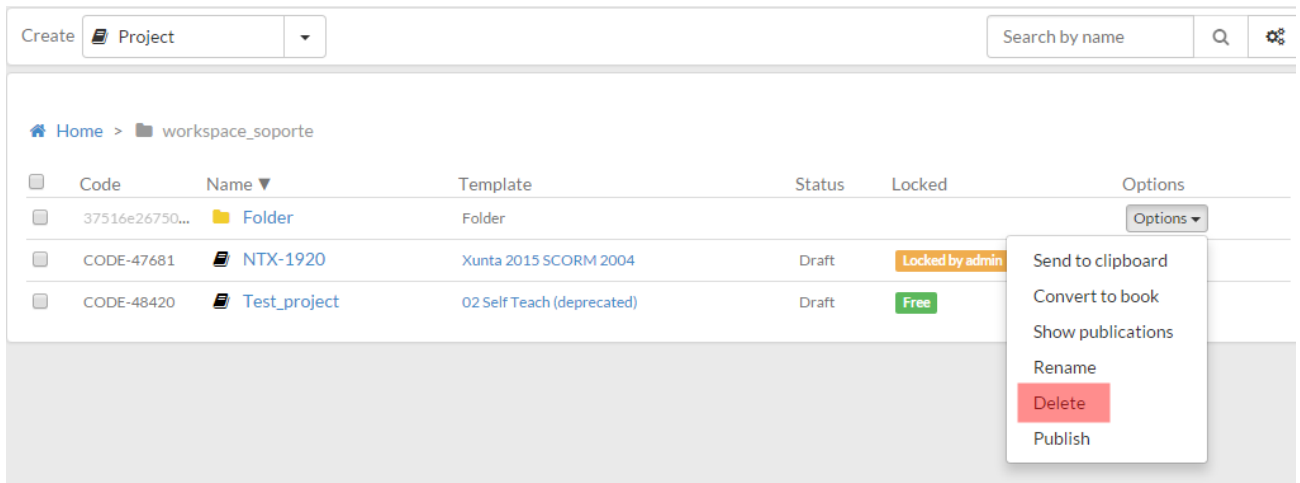 Create Project Search by name
Home > workspace_soporte
Code Name ▼ Template Status Locked Options
37516e26750... Folder Folder Options
CODE-47681 NTX-1920 Xunta 2015 SCORM 2004 Draft Locked by admin
CODE-48420 Test_project 02 Self Teach (deprecated) Draft Free
Send to clipboard
Convert to book
Show publications
Rename
Delete
Publish